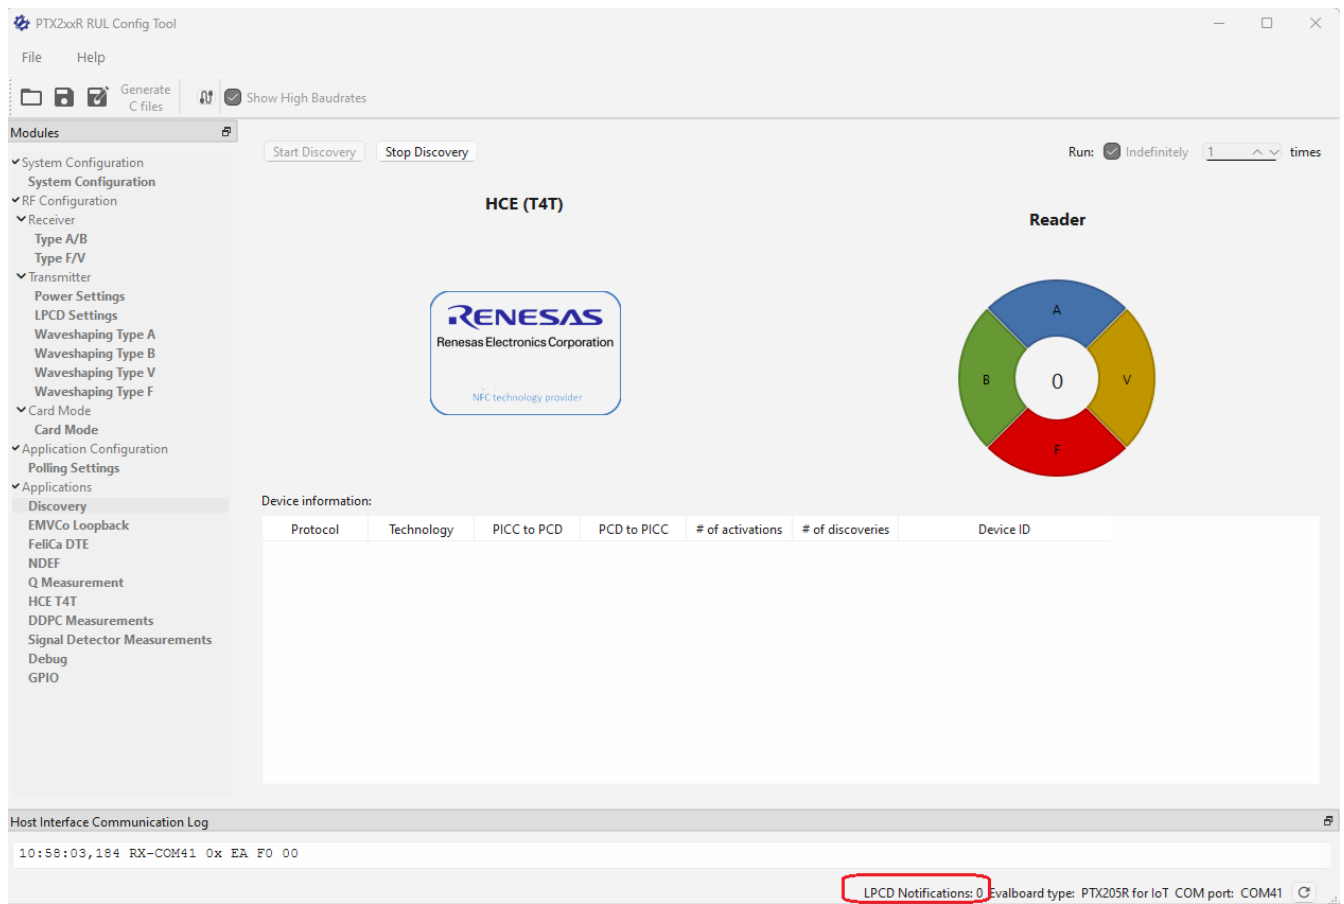 PTX2xxR RUL Config Tool
File Help
Generate
C files
Show High Baudrates
Modules
System Configuration
System Configuration
RF Configuration
Receiver
Type A/B
Type F/V
Transmitter
Power Settings
LPCD Settings
Waveshaping Type A
Waveshaping Type B
Waveshaping Type V
Waveshaping Type F
Card Mode
Card Mode
Application Configuration
Polling Settings
Applications
Discovery
EMVCo Loopback
FeliCa DTE
NDEF
Q Measurement
HCE T4T
DDPC Measurements
Signal Detector Measurements
Debug
GPIO
Start Discovery Stop Discovery Run: Indefinitely 1 times
HCE (T4T)
RENESAS
Renesas Electronics Corporation
NFC technology provider
Reader
A
B 0 V
F
Device information:
Protocol Technology PICC to PCD PCD to PICC # of activations # of discoveries Device ID
Host Interface Communication Log
10:58:03,184 RX-COM41 0x EA F0 00
LPCD Notifications: 0 Evalboard type: PTX205R for IoT COM port: COM41